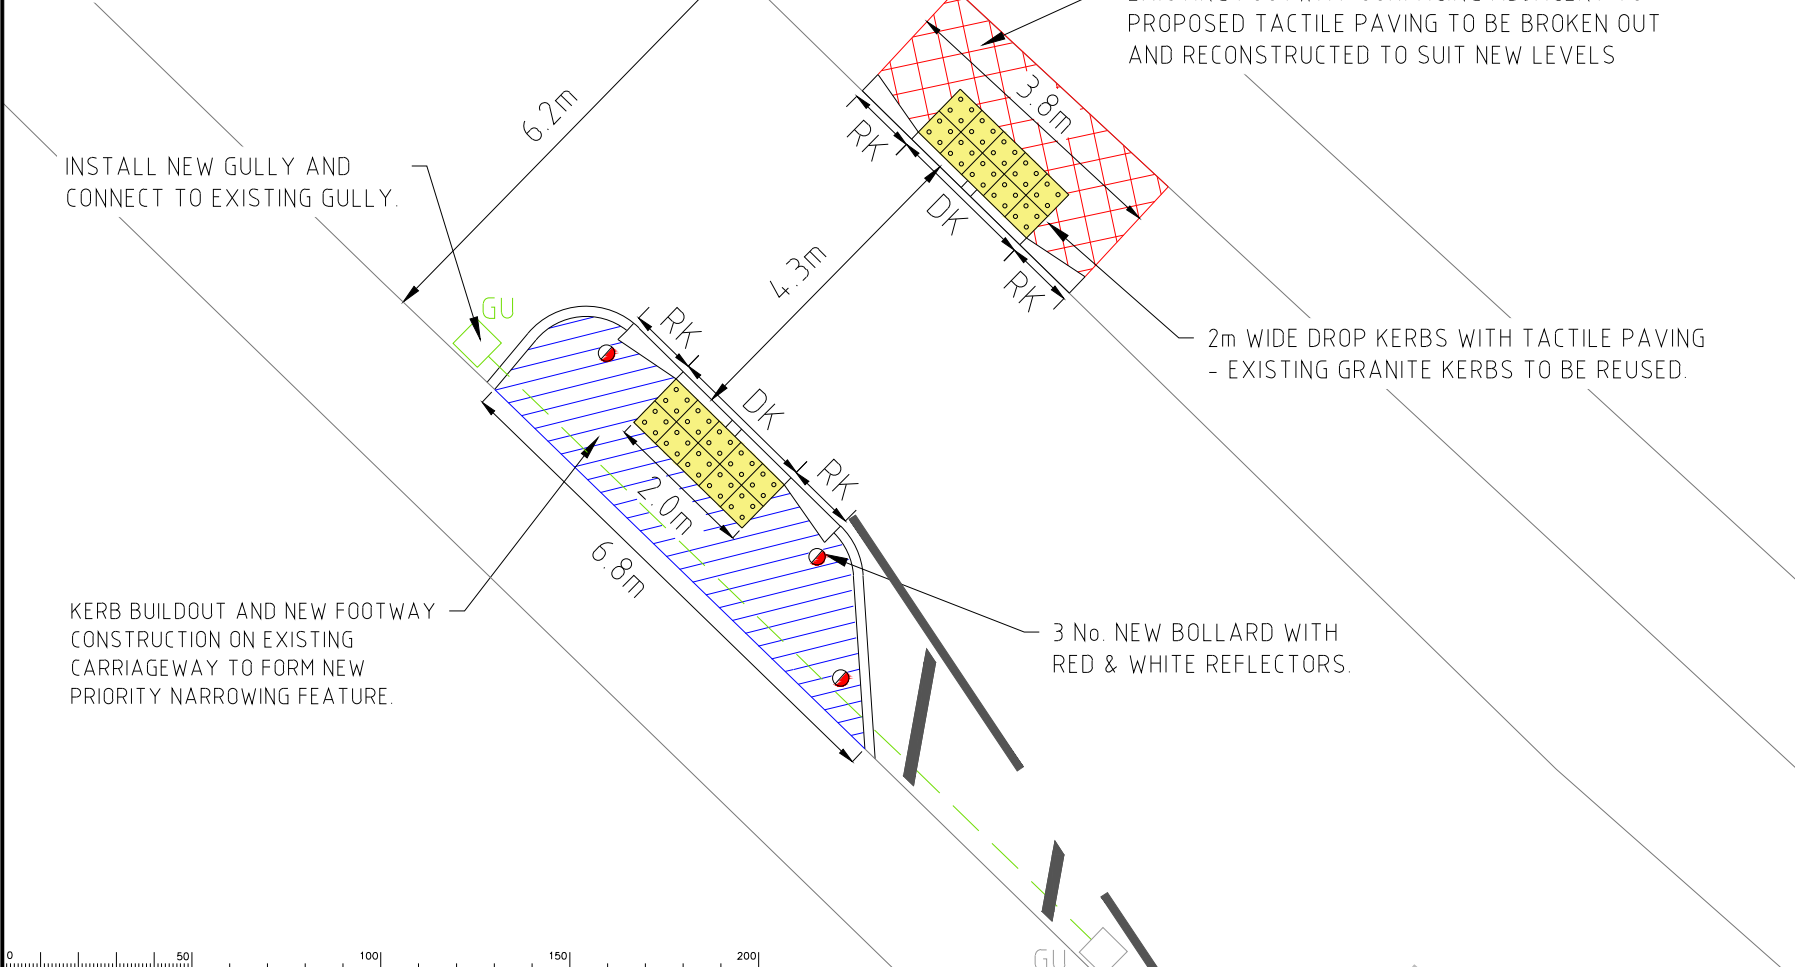 PROPOSED TACTILE PAVING TO BE BROKEN OUT
AND RECONSTRUCTED TO SUIT NEW LEVELS
3.8m
6.2m
RK
INSTALL NEW GULLY AND
CONNECT TO EXISTING GULLY.
DK
4.3m
RK
GU
RK
2m WIDE DROP KERBS WITH TACTILE PAVING
- EXISTING GRANITE KERBS TO BE REUSED.
DK
RK
2.0m
6.8m
KERB BUILDOUT AND NEW FOOTWAY
CONSTRUCTION ON EXISTING
CARRIAGEWAY TO FORM NEW
PRIORITY NARROWING FEATURE.
3 No. NEW BOLLARD WITH
RED & WHITE REFLECTORS.
GU
0 50 100 150 200